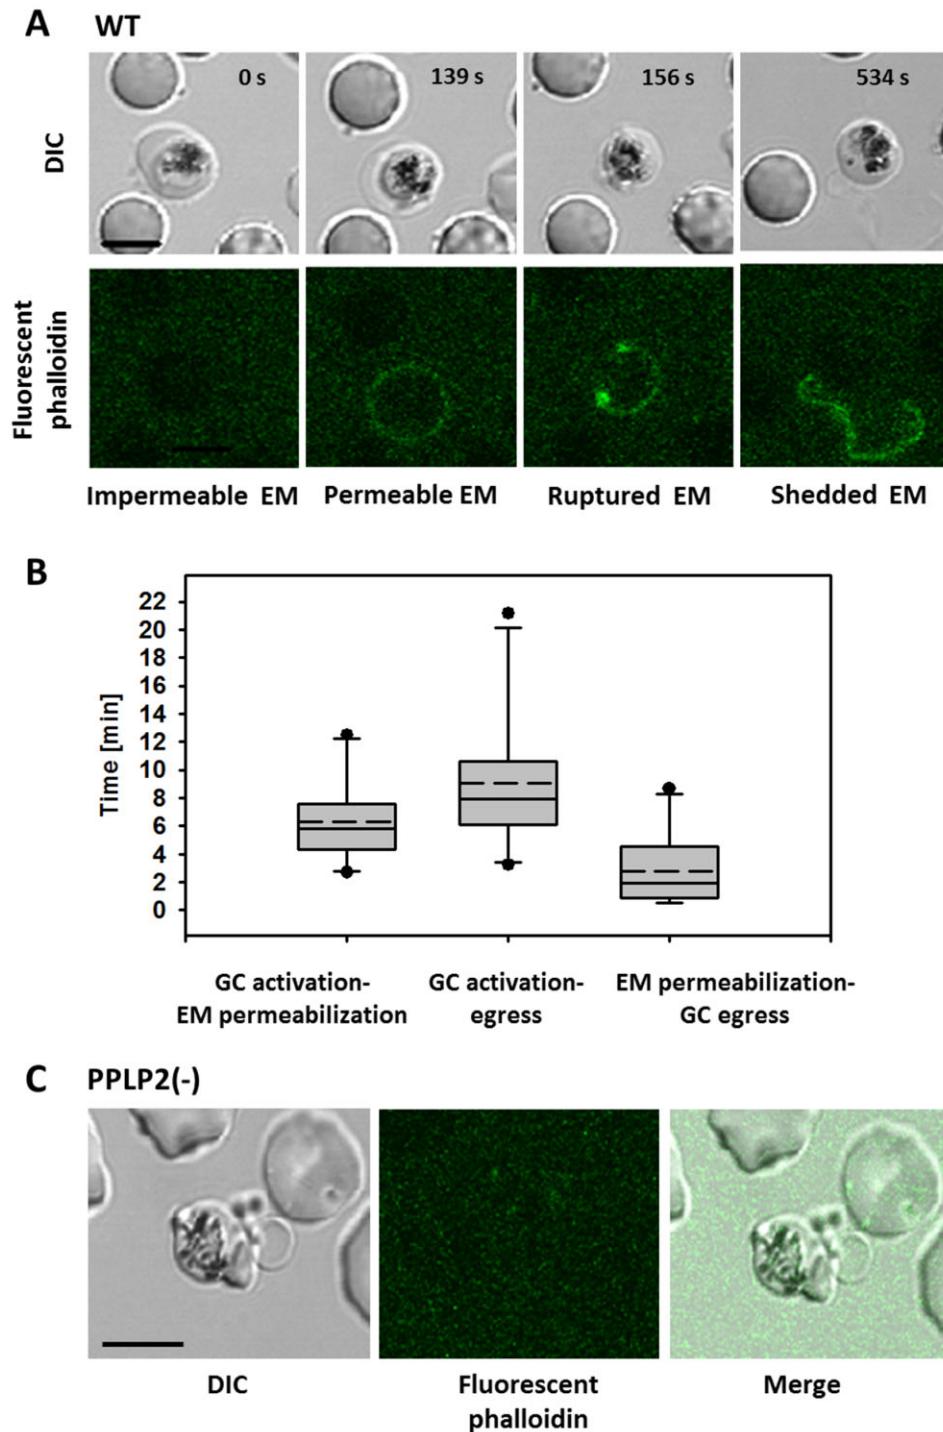 A WT
DIC
0 s
139 s
156 s
534 s
Fluorescent
phalloidin
Impermeable EM
Permeable EM
Ruptured EM
Shedded EM
B
Time [min]
22
20
18
16
14
12
10
8
6
4
2
0
GC activation-
EM permeabilization
GC activation-
egress
EM permeabilization-
GC egress
C PPLP2(-)
DIC
Fluorescent
phalloidin
Merge